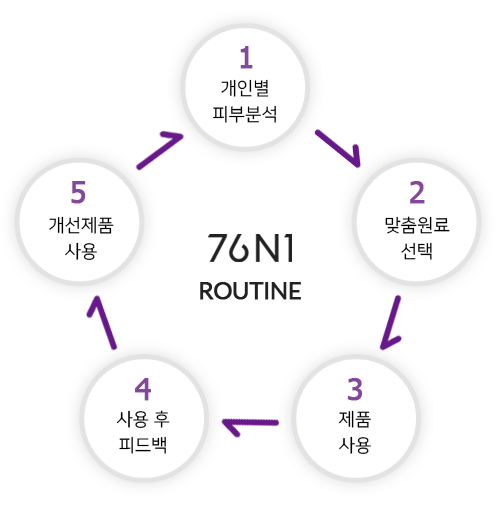 1
개인별
피부분석
2
맞춤원료
선택
3
제품
사용
4
사용 후
피드백
5
개선제품
사용
76N1
ROUTINE